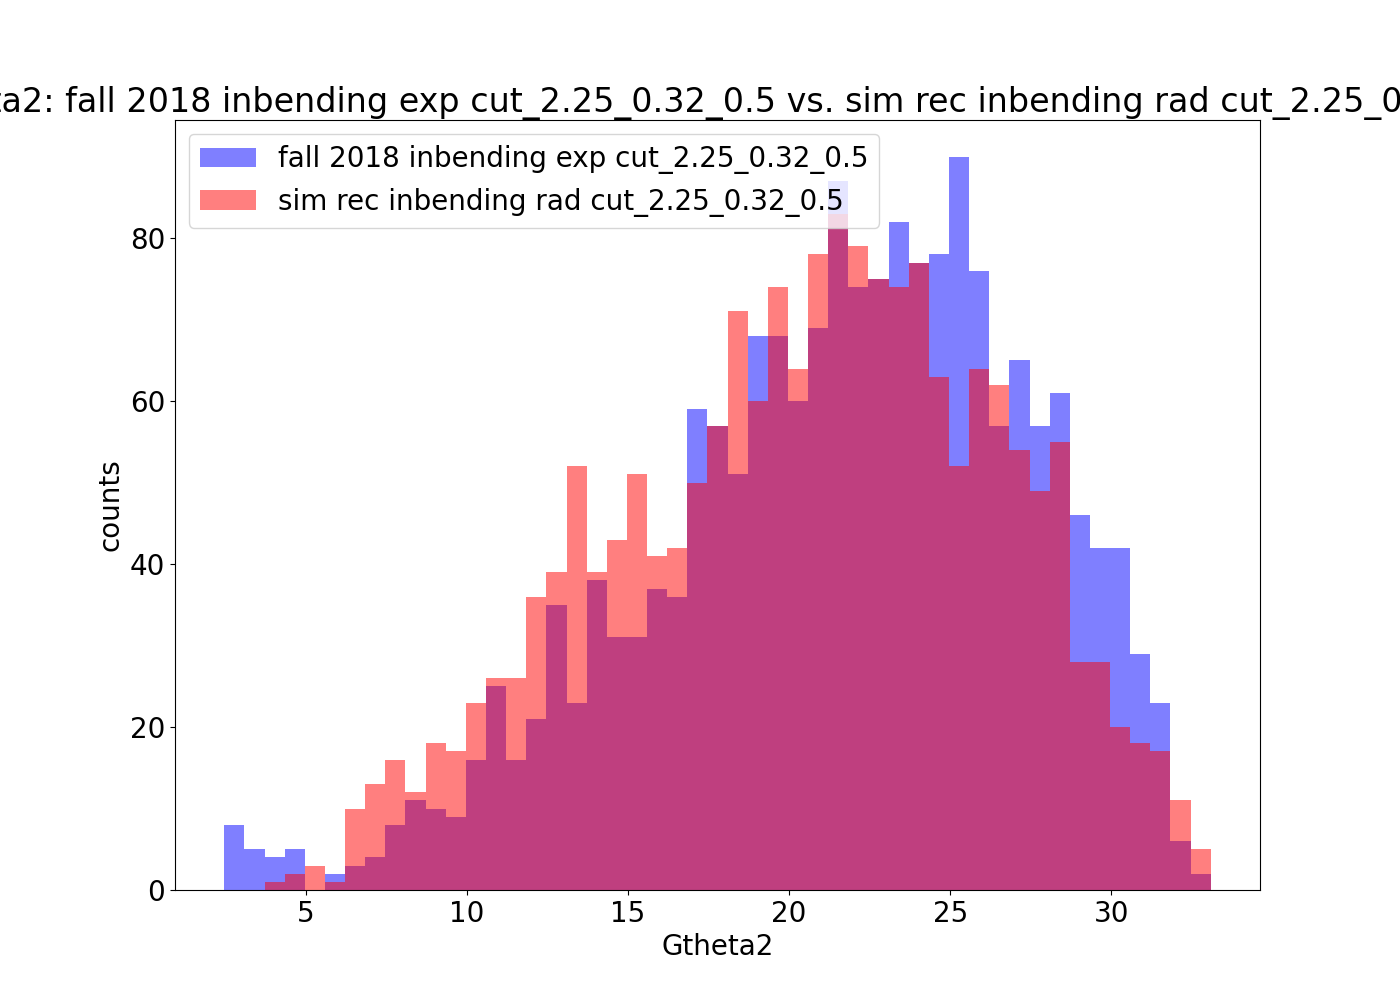 a2: fall 2018 inbending exp cut_2.25_0.32_0.5 vs. sim rec inbending rad cut_2.25_0
fall 2018 inbending exp cut_2.25_0.32_0.5
sim rec inbending rad cut_2.25_0.32_0.5
counts
80
60
40
20
0
5 10 15 20 25 30
Gtheta2